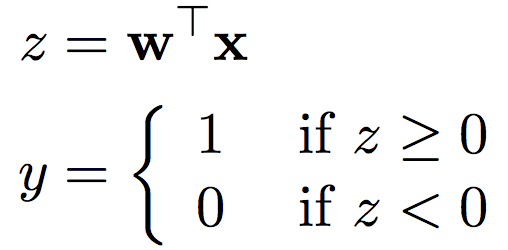 z = w⊤x
y = { 1 if z ≥ 0
0 if z < 0